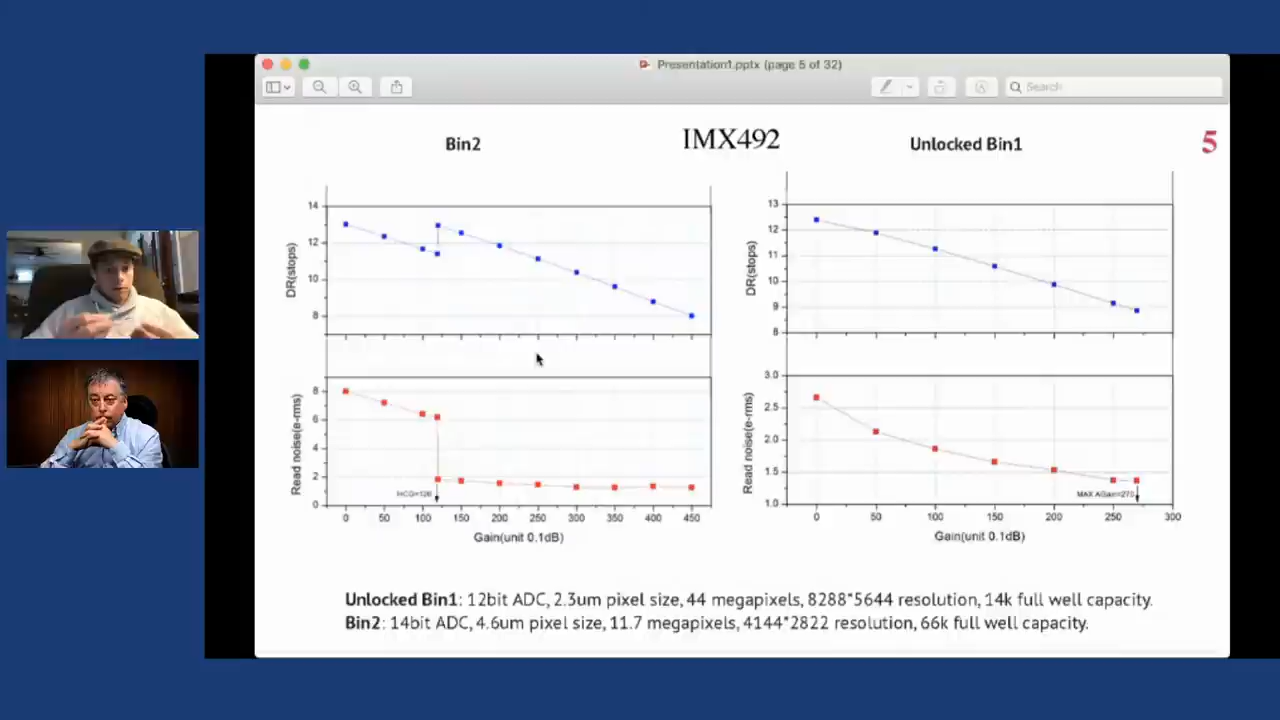 Presentation1.pptx (page 5 of 32)
Search
Bin2
IMX492
Unlocked Bin1
5
14
12
10
8
DR(stops)
8
6
4
2
0
Read noise(e-rms)
0 50 100 150 200 250 300 350 400 450
Gain(unit 0.1dB)
13
12
11
10
9
8
DR(stops)
3.0
2.5
2.0
1.5
1.0
Read noise(e-rms)
MAX AGain=270
0 50 100 150 200 250 300
Gain(unit 0.1dB)
Unlocked Bin1: 12bit ADC, 2.3um pixel size, 44 megapixels, 8288*5644 resolution, 14k full well capacity.
Bin2: 14bit ADC, 4.6um pixel size, 11.7 megapixels, 4144*2822 resolution, 66k full well capacity.